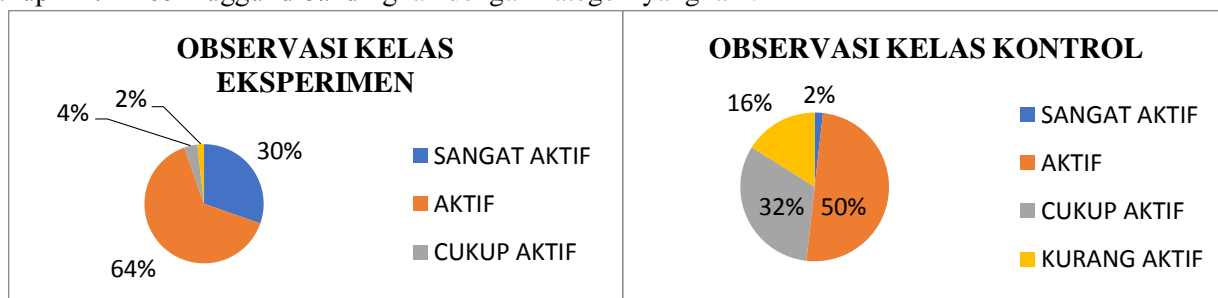 OBSERVASI KELAS
EKSPERIMEN
2%
4%
30%
64%
SANGAT AKTIF
AKTIF
CUKUP AKTIF
OBSERVASI KELAS KONTROL
16%
2%
32%
50%
SANGAT AKTIF
AKTIF
CUKUP AKTIF
KURANG AKTIF